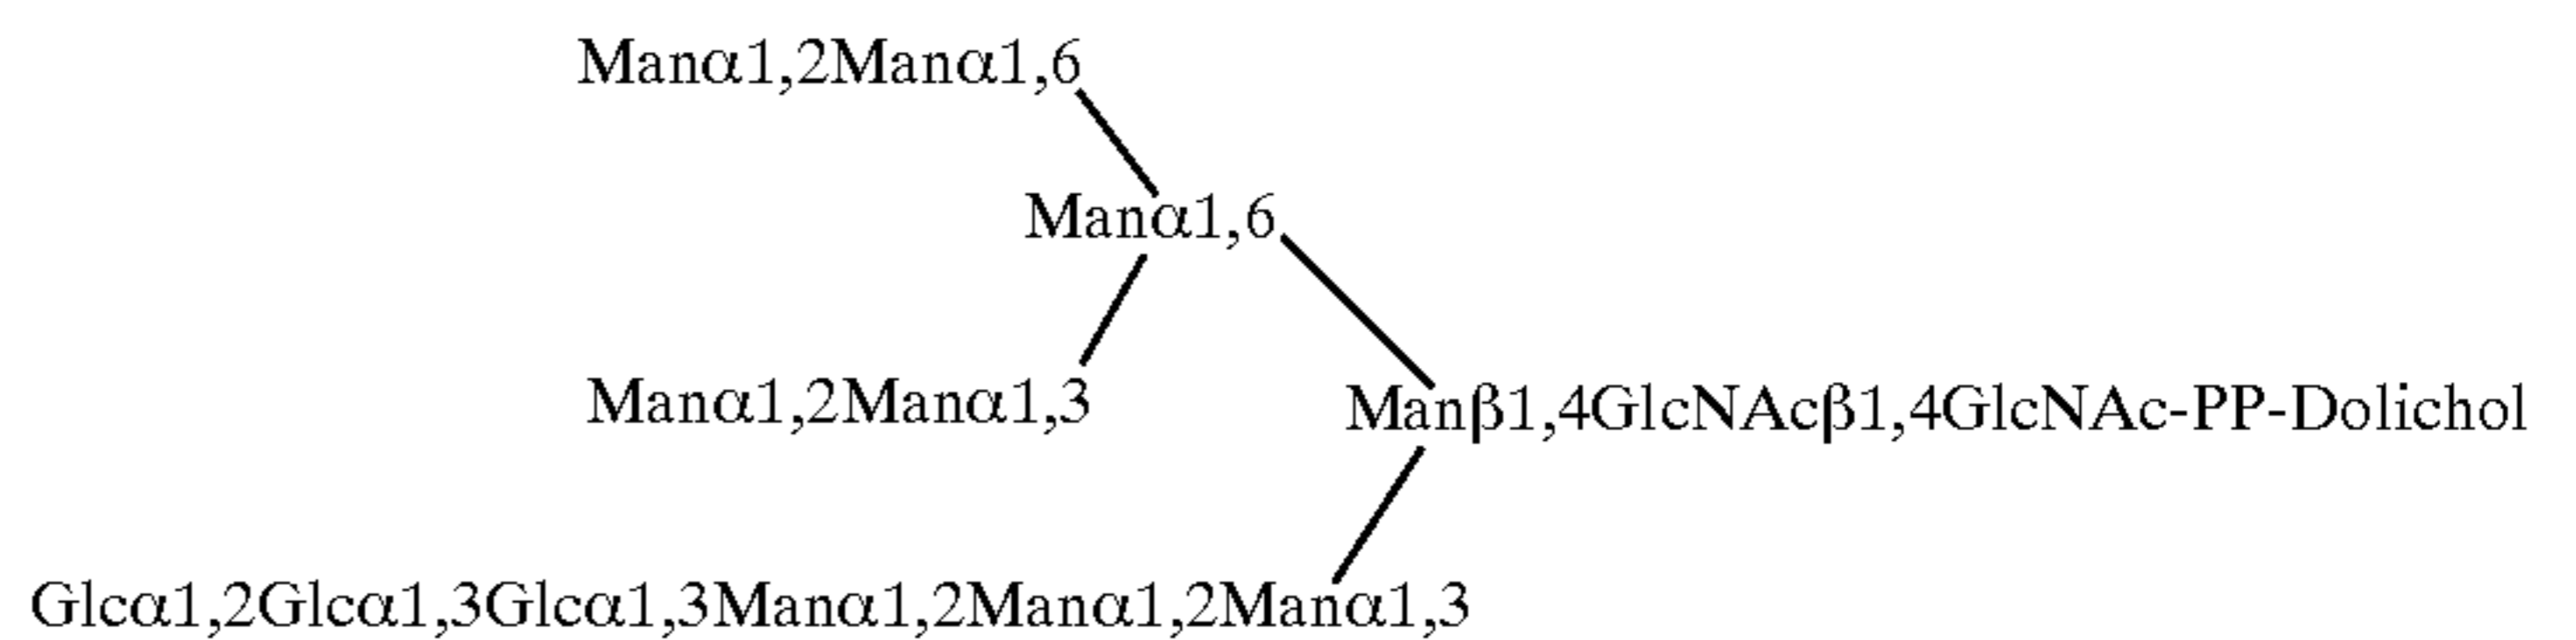 Manα1,2Manα1,6
Manα1,6
Manα1,2Manα1,3
Manβ1,4GlcNAcβ1,4GlcNAc-PP-Dolichol
Glcα1,2Glcα1,3Glcα1,3Manα1,2Manα1,2Manα1,3